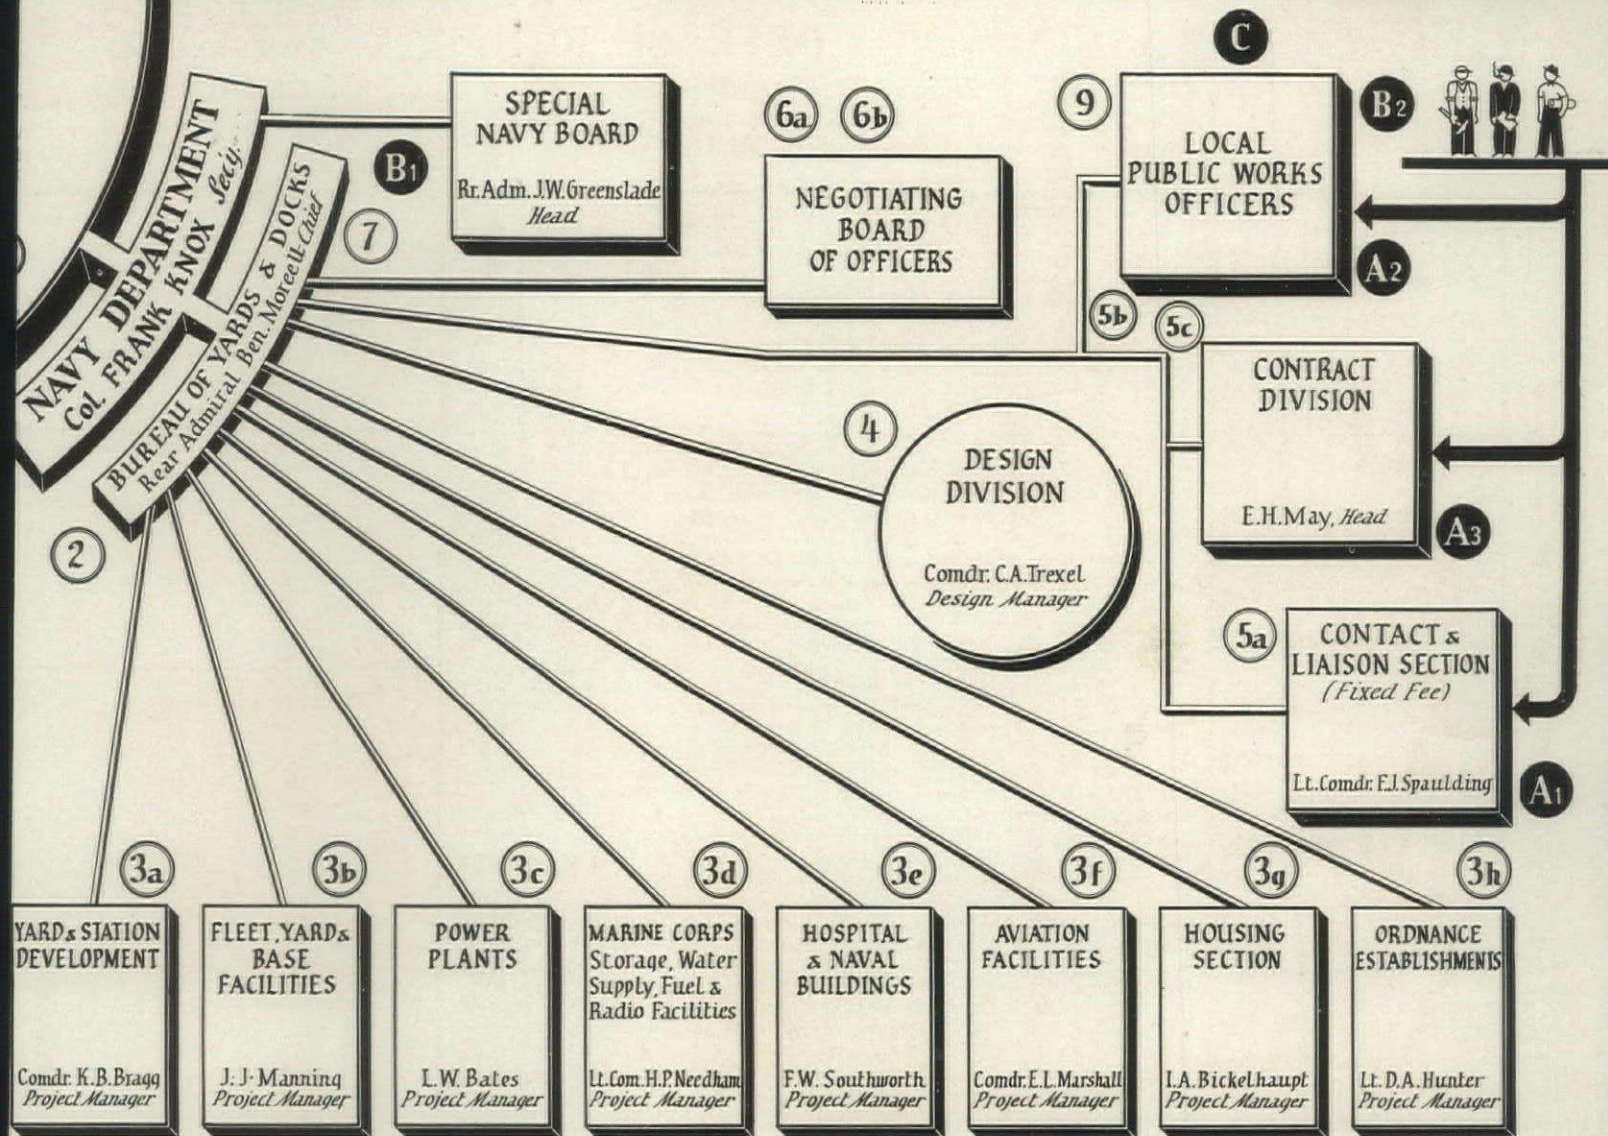 C
SPECIAL
NAVY BOARD
Rr. Adm. J.W. Greenslade
Head
B1
6a
6b
NEGOTIATING
BOARD
OF OFFICERS
9
LOCAL
PUBLIC WORKS
OFFICERS
B2
A2
NAVY DEPARTMENT
Col. FRANK KNOX Secy.
BUREAU OF YARDS & DOCKS
Rear Admiral Ben. Moreell-Chief
7
2
5b
5c
CONTRACT
DIVISION
E.H. May, Head
A3
4
DESIGN
DIVISION
Comdr. C.A. Trexel
Design Manager
5a
CONTACT &
LIAISON SECTION
(Fixed Fee)
Lt. Comdr. F.J. Spaulding
A1
3a
YARD & STATION
DEVELOPMENT
Comdr. K.B. Bragg
Project Manager
3b
FLEET, YARD &
BASE
FACILITIES
J. J. Manning
Project Manager
3c
POWER
PLANTS
L.W. Bates
Project Manager
3d
MARINE CORPS
Storage, Water
Supply, Fuel &
Radio Facilities
Lt. Com. H.P. Needham
Project Manager
3e
HOSPITAL
& NAVAL
BUILDINGS
F.W. Southworth
Project Manager
3f
AVIATION
FACILITIES
Comdr. E.L. Marshall
Project Manager
3g
HOUSING
SECTION
I.A. Bickelhaupt
Project Manager
3h
ORDNANCE
ESTABLISHMENTS
Lt. D.A. Hunter
Project Manager